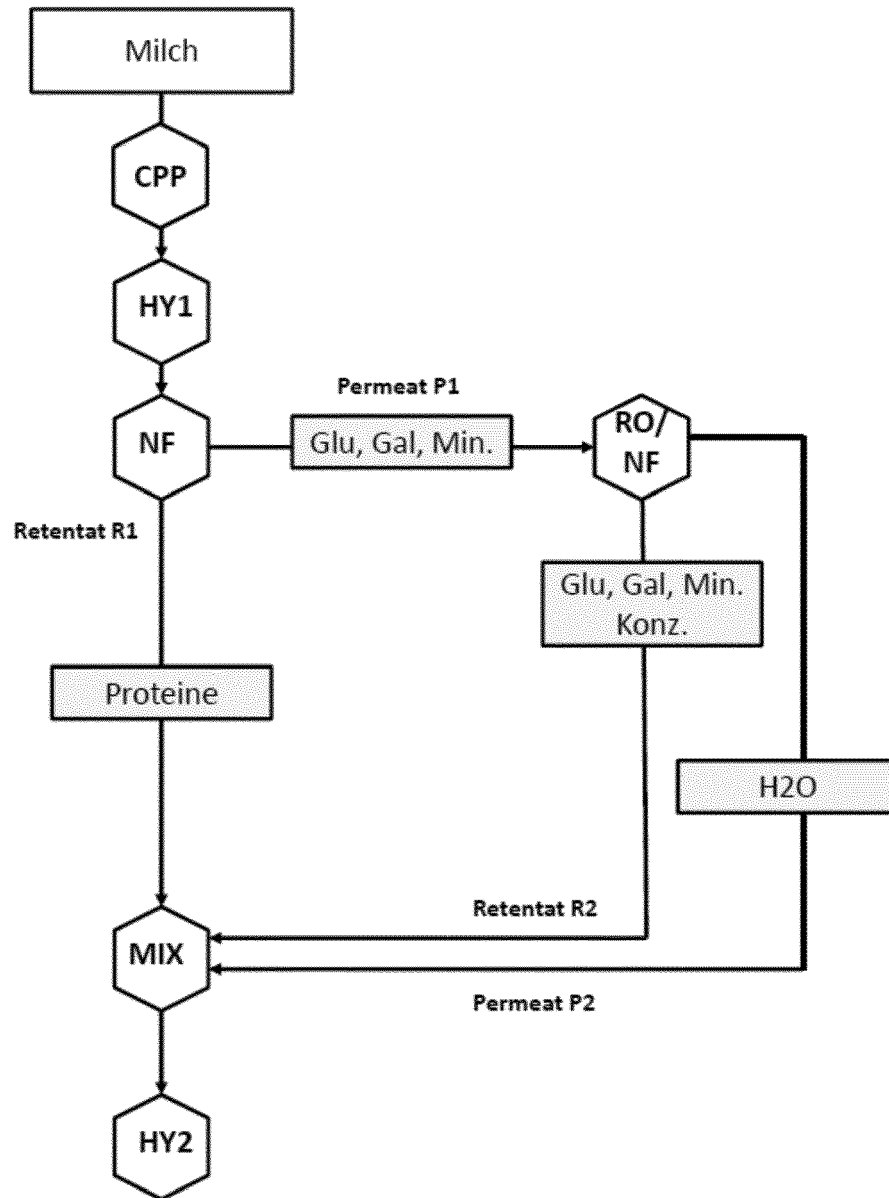 Milch
CPP
HY1
Permeat P1
NF
Glu, Gal, Min.
RO/
NF
Retentat R1
Glu, Gal, Min.
Konz.
Proteine
H2O
Retentat R2
MIX
Permeat P2
HY2